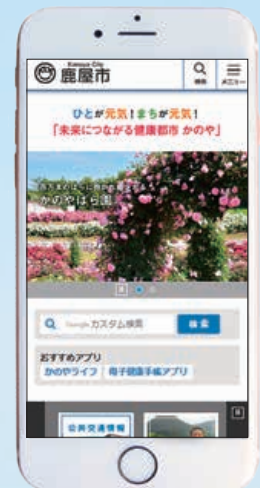 Kanoya City
鹿屋市
検索
メニュー
ひとが元気！まちが元気！
「未来につながる健康都市 かのや」
かのやばら園
Google カスタム検索
検索
おすすめアプリ
かのやライフ
母子健康手帳アプリ
公共交通情報